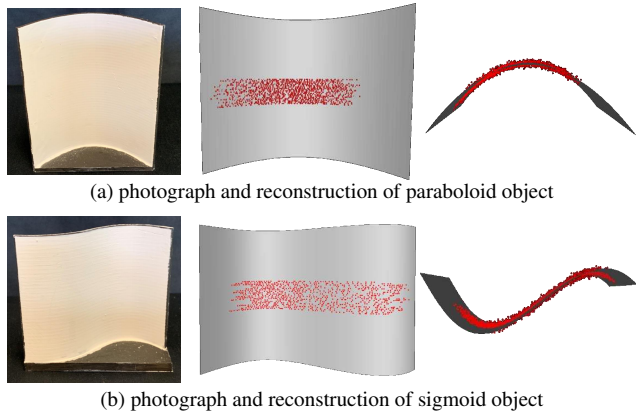 (a) photograph and reconstruction of paraboloid object
(b) photograph and reconstruction of sigmoid object